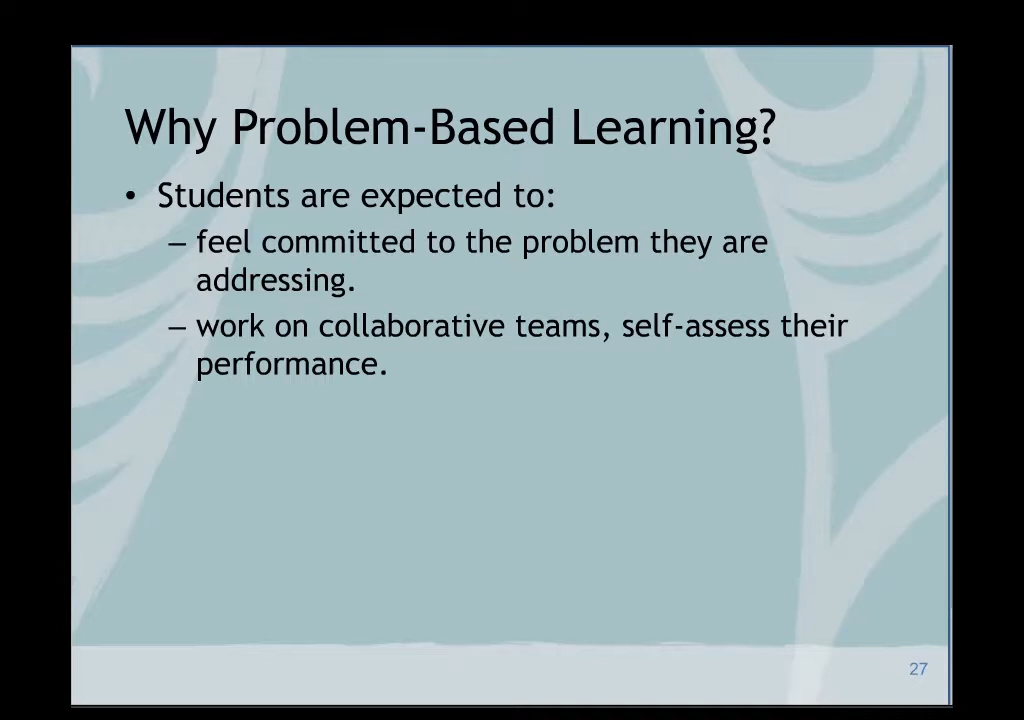 Why Problem-Based Learning?
• Students are expected to:
– feel committed to the problem they are
addressing.
– work on collaborative teams, self-assess their
performance.
27